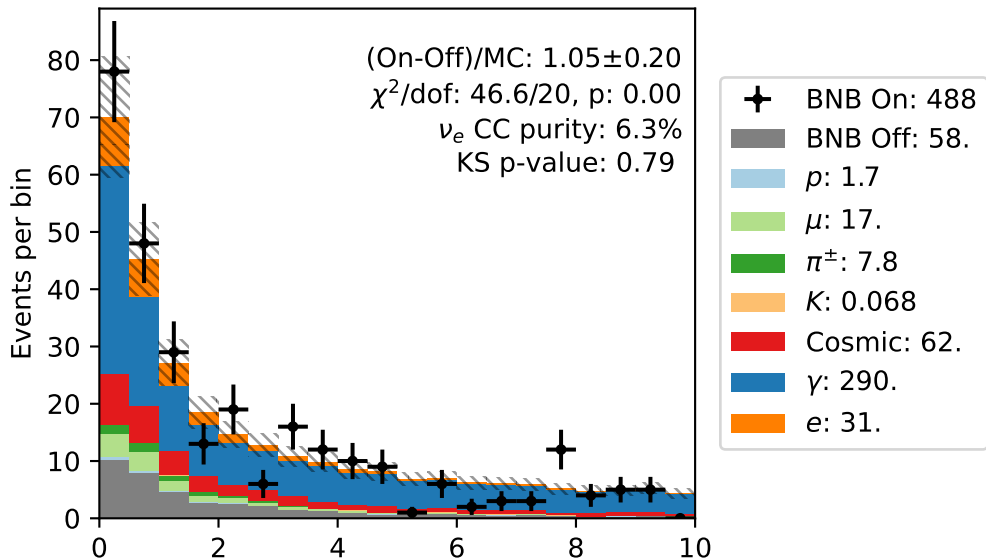 (On-Off)/MC: 1.05±0.20
χ²/dof: 46.6/20, p: 0.00
νₑ CC purity: 6.3%
KS p-value: 0.79
Events per bin
80
70
60
50
40
30
20
10
0
0 2 4 6 8 10
BNB On: 488
BNB Off: 58.
p: 1.7
μ: 17.
π±: 7.8
K: 0.068
Cosmic: 62.
γ: 290.
e: 31.